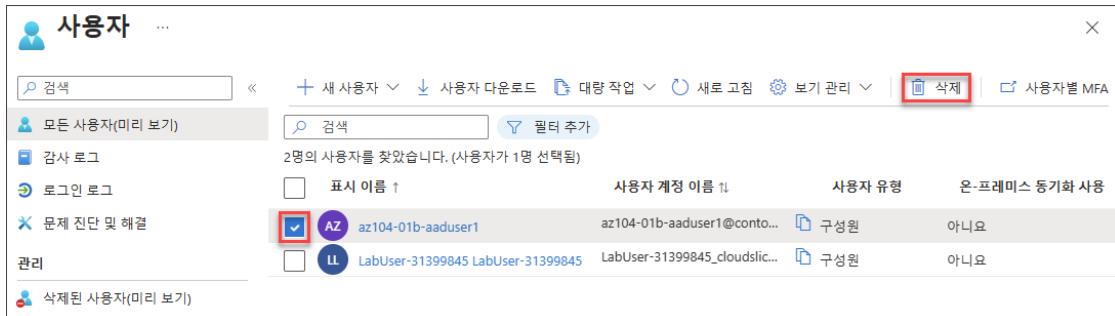 사용자 ...
검색 «
모든 사용자(미리 보기)
감사 로그
로그인 로그
문제 진단 및 해결
관리
삭제된 사용자(미리 보기)
새 사용자 사용자 다운로드 대량 작업 새로 고침 보기 관리 삭제 사용자별 MFA
검색 필터 추가
2명의 사용자를 찾았습니다. (사용자가 1명 선택됨)
표시 이름 ↑ 사용자 계정 이름 ↑↓ 사용자 유형 온-프레미스 동기화 사용
AZ az104-01b-aaduser1 az104-01b-aaduser1@conto... 구성원 아니요
LL LabUser-31399845 LabUser-31399845 LabUser-31399845_cloudslic... 구성원 아니요